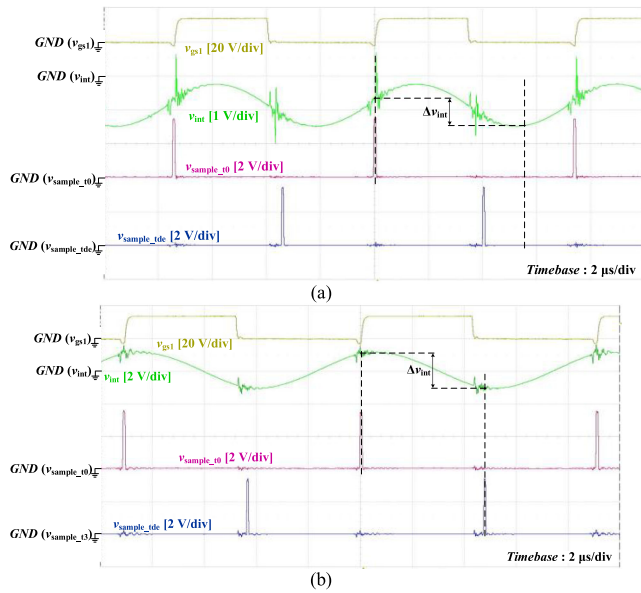 GND (vgs1)
vgs1 [20 V/div]
GND (vint)
vint [1 V/div]
Δvint
vsample_t0 [2 V/div]
GND (vsample_t0)
vsample_tde [2 V/div]
GND (vsample_tde)
Timebase : 2 μs/div
(a)
GND (vgs1)
vgs1 [20 V/div]
GND (vint)
vint [2 V/div]
Δvint
vsample_t0 [2 V/div]
GND (vsample_t0)
vsample_tde [2 V/div]
GND (vsample_t3)
Timebase : 2 μs/div
(b)